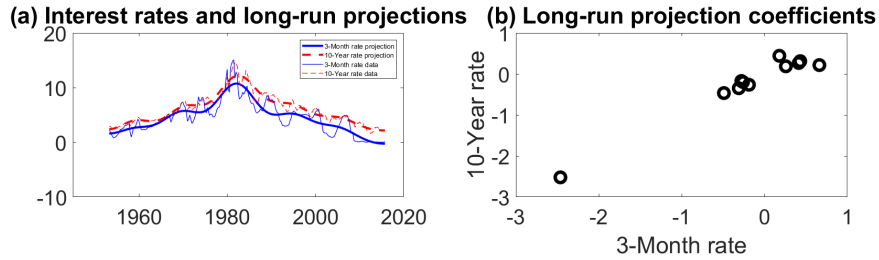 (a) Interest rates and long-run projections
20
10
0
-10
1960
1980
2000
2020
3-Month rate projection
10-Year rate projection
3-Month rate data
10-Year rate data
(b) Long-run projection coefficients
10-Year rate
1
0
-1
-2
-3
-3
-2
-1
0
1
3-Month rate